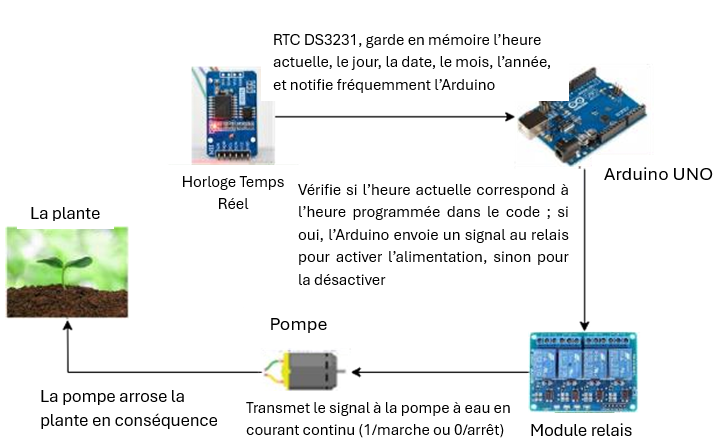 RTC DS3231, garde en mémoire l’heure
actuelle, le jour, la date, le mois, l’année,
et notifie fréquemment l’Arduino
Horloge Temps
Réel
Arduino UNO
Vérifie si l’heure actuelle correspond à
l’heure programmée dans le code ; si
oui, l’Arduino envoie un signal au relais
pour activer l’alimentation, sinon pour
la désactiver
La plante
Pompe
La pompe arrose la
plante en conséquence
Transmet le signal à la pompe à eau en
courant continu (1/marche ou 0/arrêt)
Module relais